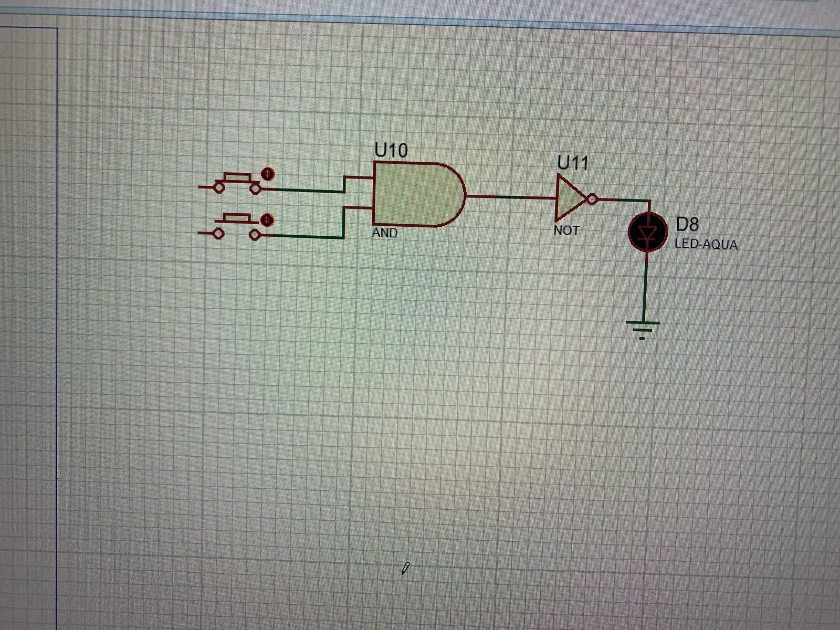 U10
AND
U11
NOT
D8
LED-AQUA